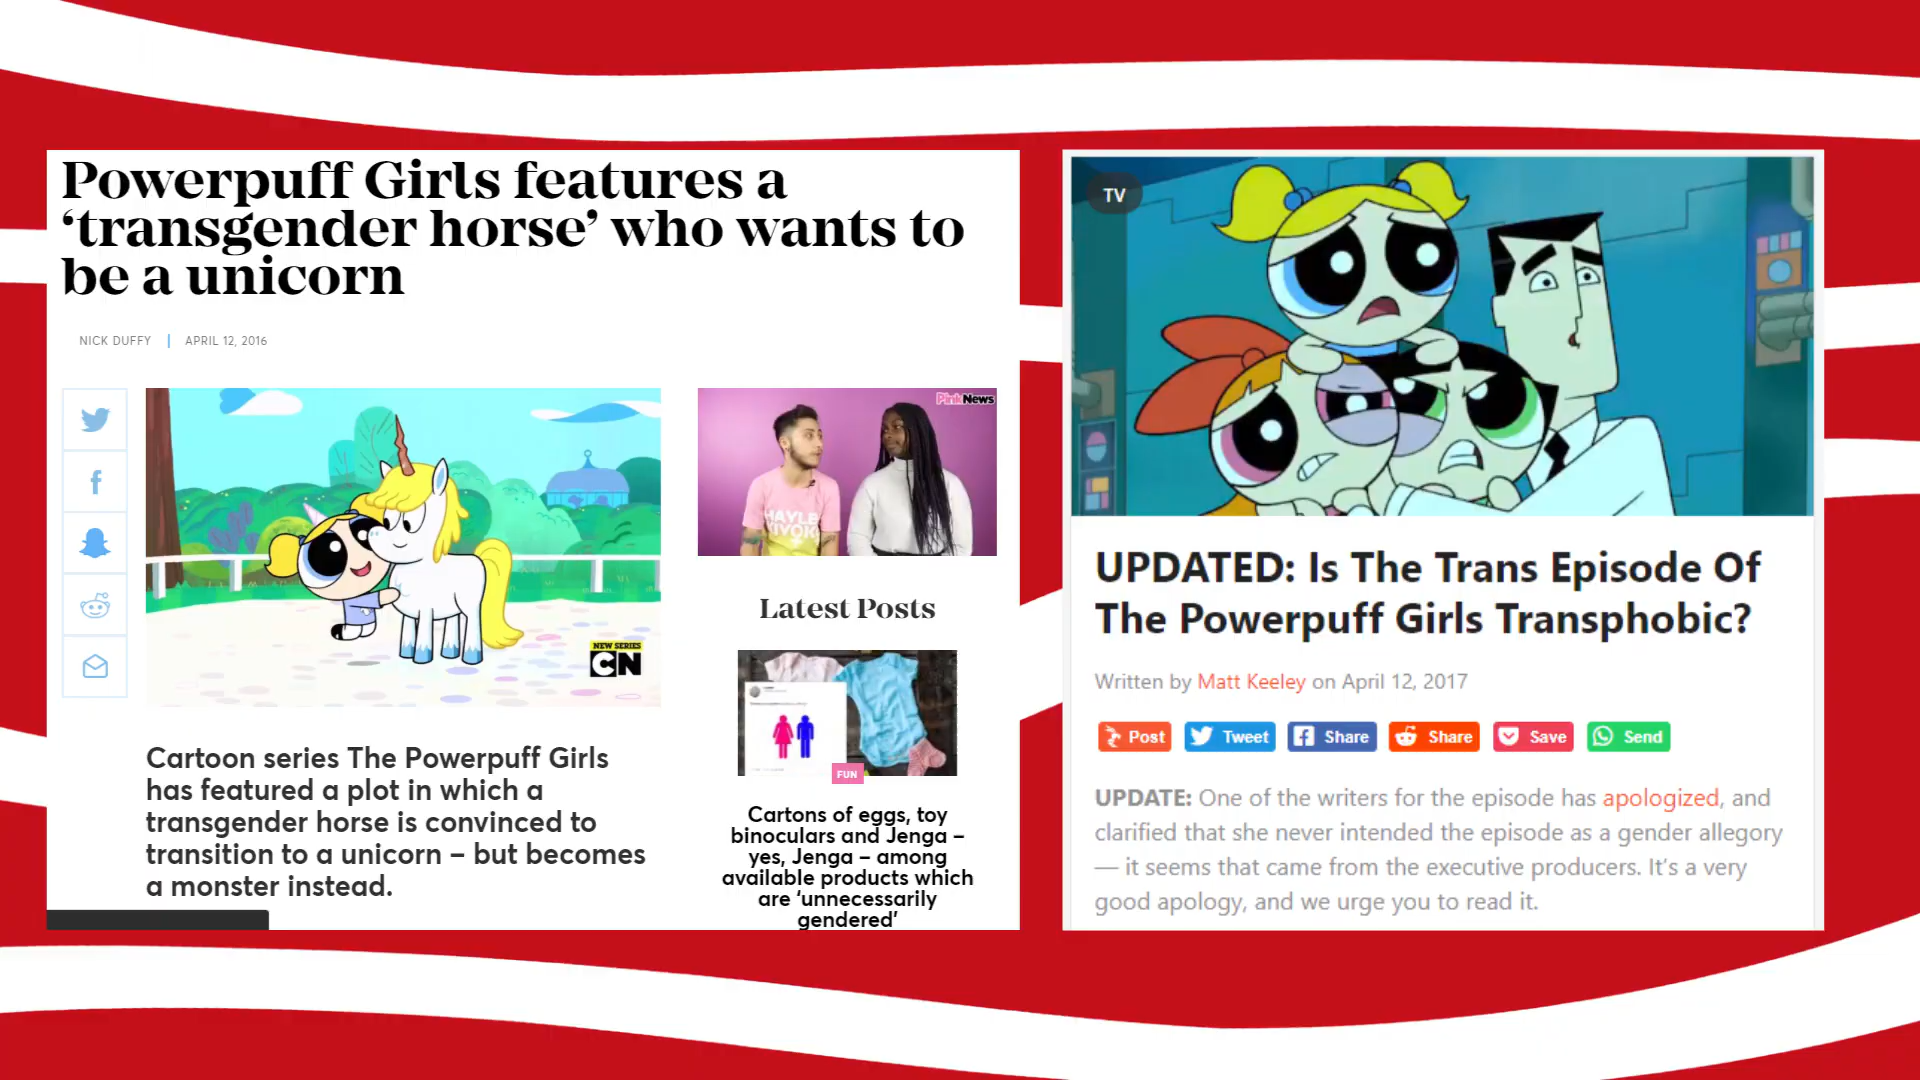 Powerpuff Girls features a
‘transgender horse’ who wants to
be a unicorn
NICK DUFFY | APRIL 12, 2016
NEW SERIES
CN
Cartoon series The Powerpuff Girls
has featured a plot in which a
transgender horse is convinced to
transition to a unicorn – but becomes
a monster instead.
PinkNews
HAYLE
KIYOKO
Latest Posts
FUN
Cartons of eggs, toy
binoculars and Jenga –
yes, Jenga – among
available products which
are ‘unnecessarily
gendered’
TV
UPDATED: Is The Trans Episode Of
The Powerpuff Girls Transphobic?
Written by Matt Keeley on April 12, 2017
Post Tweet Share Share Save Send
UPDATE: One of the writers for the episode has apologized, and
clarified that she never intended the episode as a gender allegory
— it seems that came from the executive producers. It’s a very
good apology, and we urge you to read it.